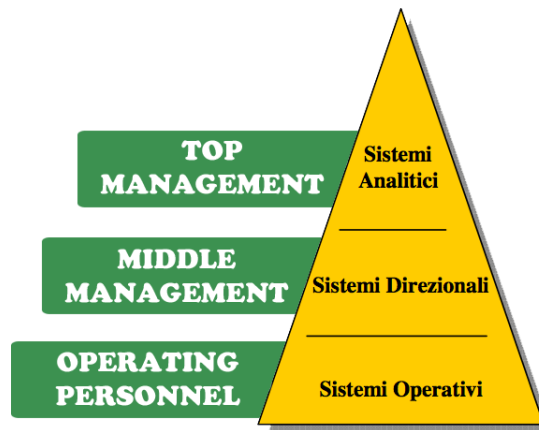 TOP
MANAGEMENT
Sistemi
Analitici
MIDDLE
MANAGEMENT
Sistemi Direzionali
OPERATING
PERSONNEL
Sistemi Operativi